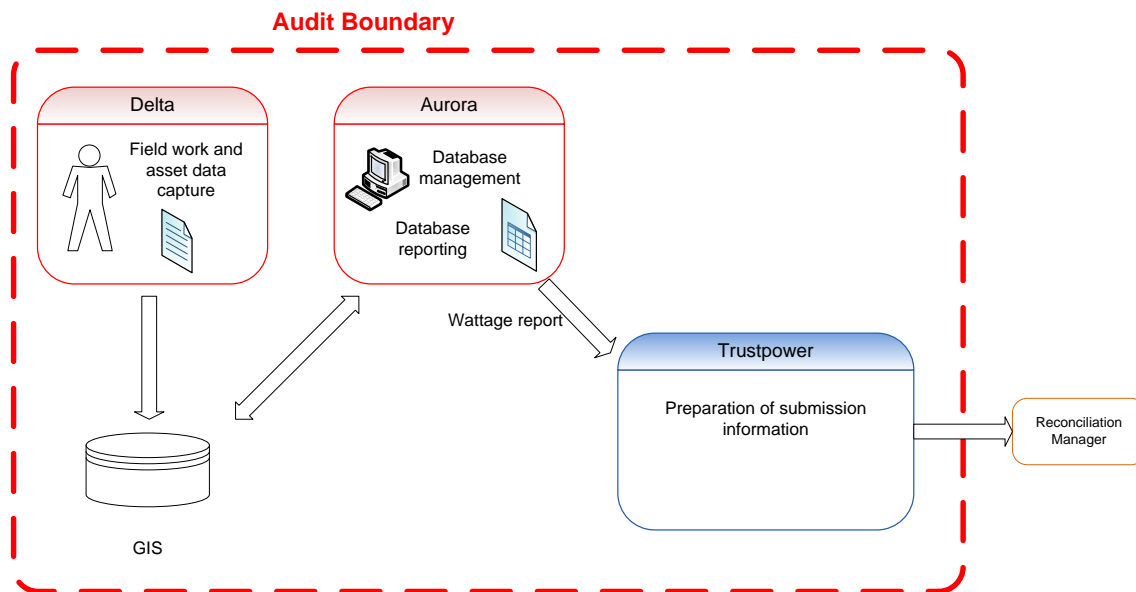 Audit Boundary
Delta
Field work and
asset data
capture
Aurora
Database
management
Database
reporting
Wattage report
Trustpower
Preparation of submission
information
Reconciliation
Manager
GIS